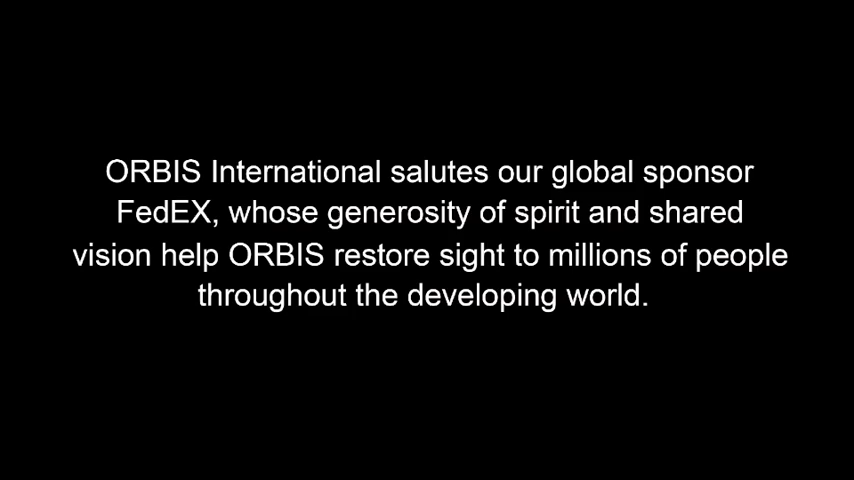 ORBIS International salutes our global sponsor
FedEX, whose generosity of spirit and shared
vision help ORBIS restore sight to millions of people
throughout the developing world.